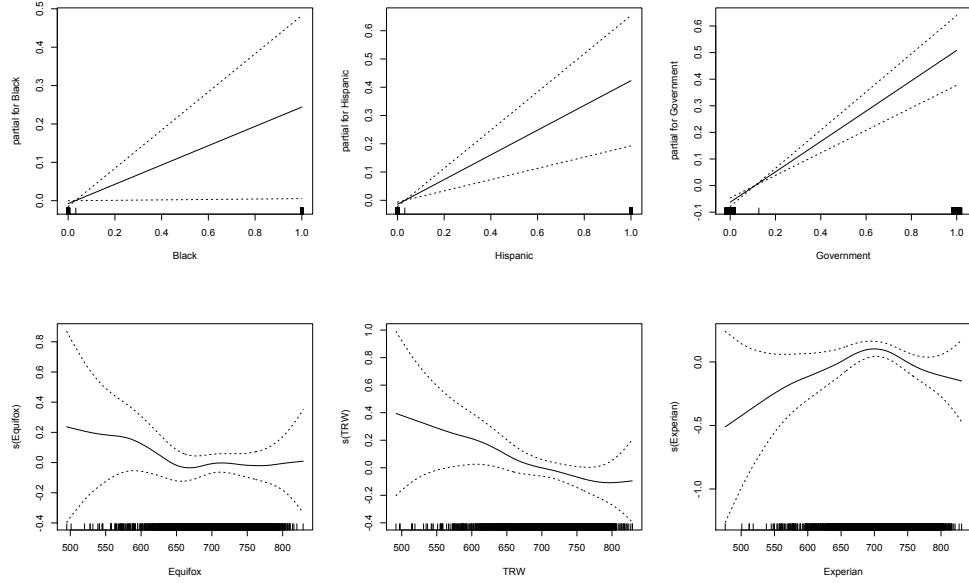 partial for Black
0.0 0.1 0.2 0.3 0.4 0.5
0.0 0.2 0.4 0.6 0.8 1.0
Black
partial for Hispanic
0.0 0.2 0.4 0.6
0.0 0.2 0.4 0.6 0.8 1.0
Hispanic
partial for Government
-0.1 0.0 0.1 0.2 0.3 0.4 0.5 0.6
0.0 0.2 0.4 0.6 0.8 1.0
Government
s(Equifox)
-0.4 -0.2 0.0 0.2 0.4 0.6 0.8
500 550 600 650 700 750 800
Equifox
s(TRW)
-0.4 -0.2 0.0 0.2 0.4 0.6 0.8 1.0
500 550 600 650 700 750 800
TRW
s(Experian)
-1.0 -0.5 0.0
500 550 600 650 700 750 800
Experian